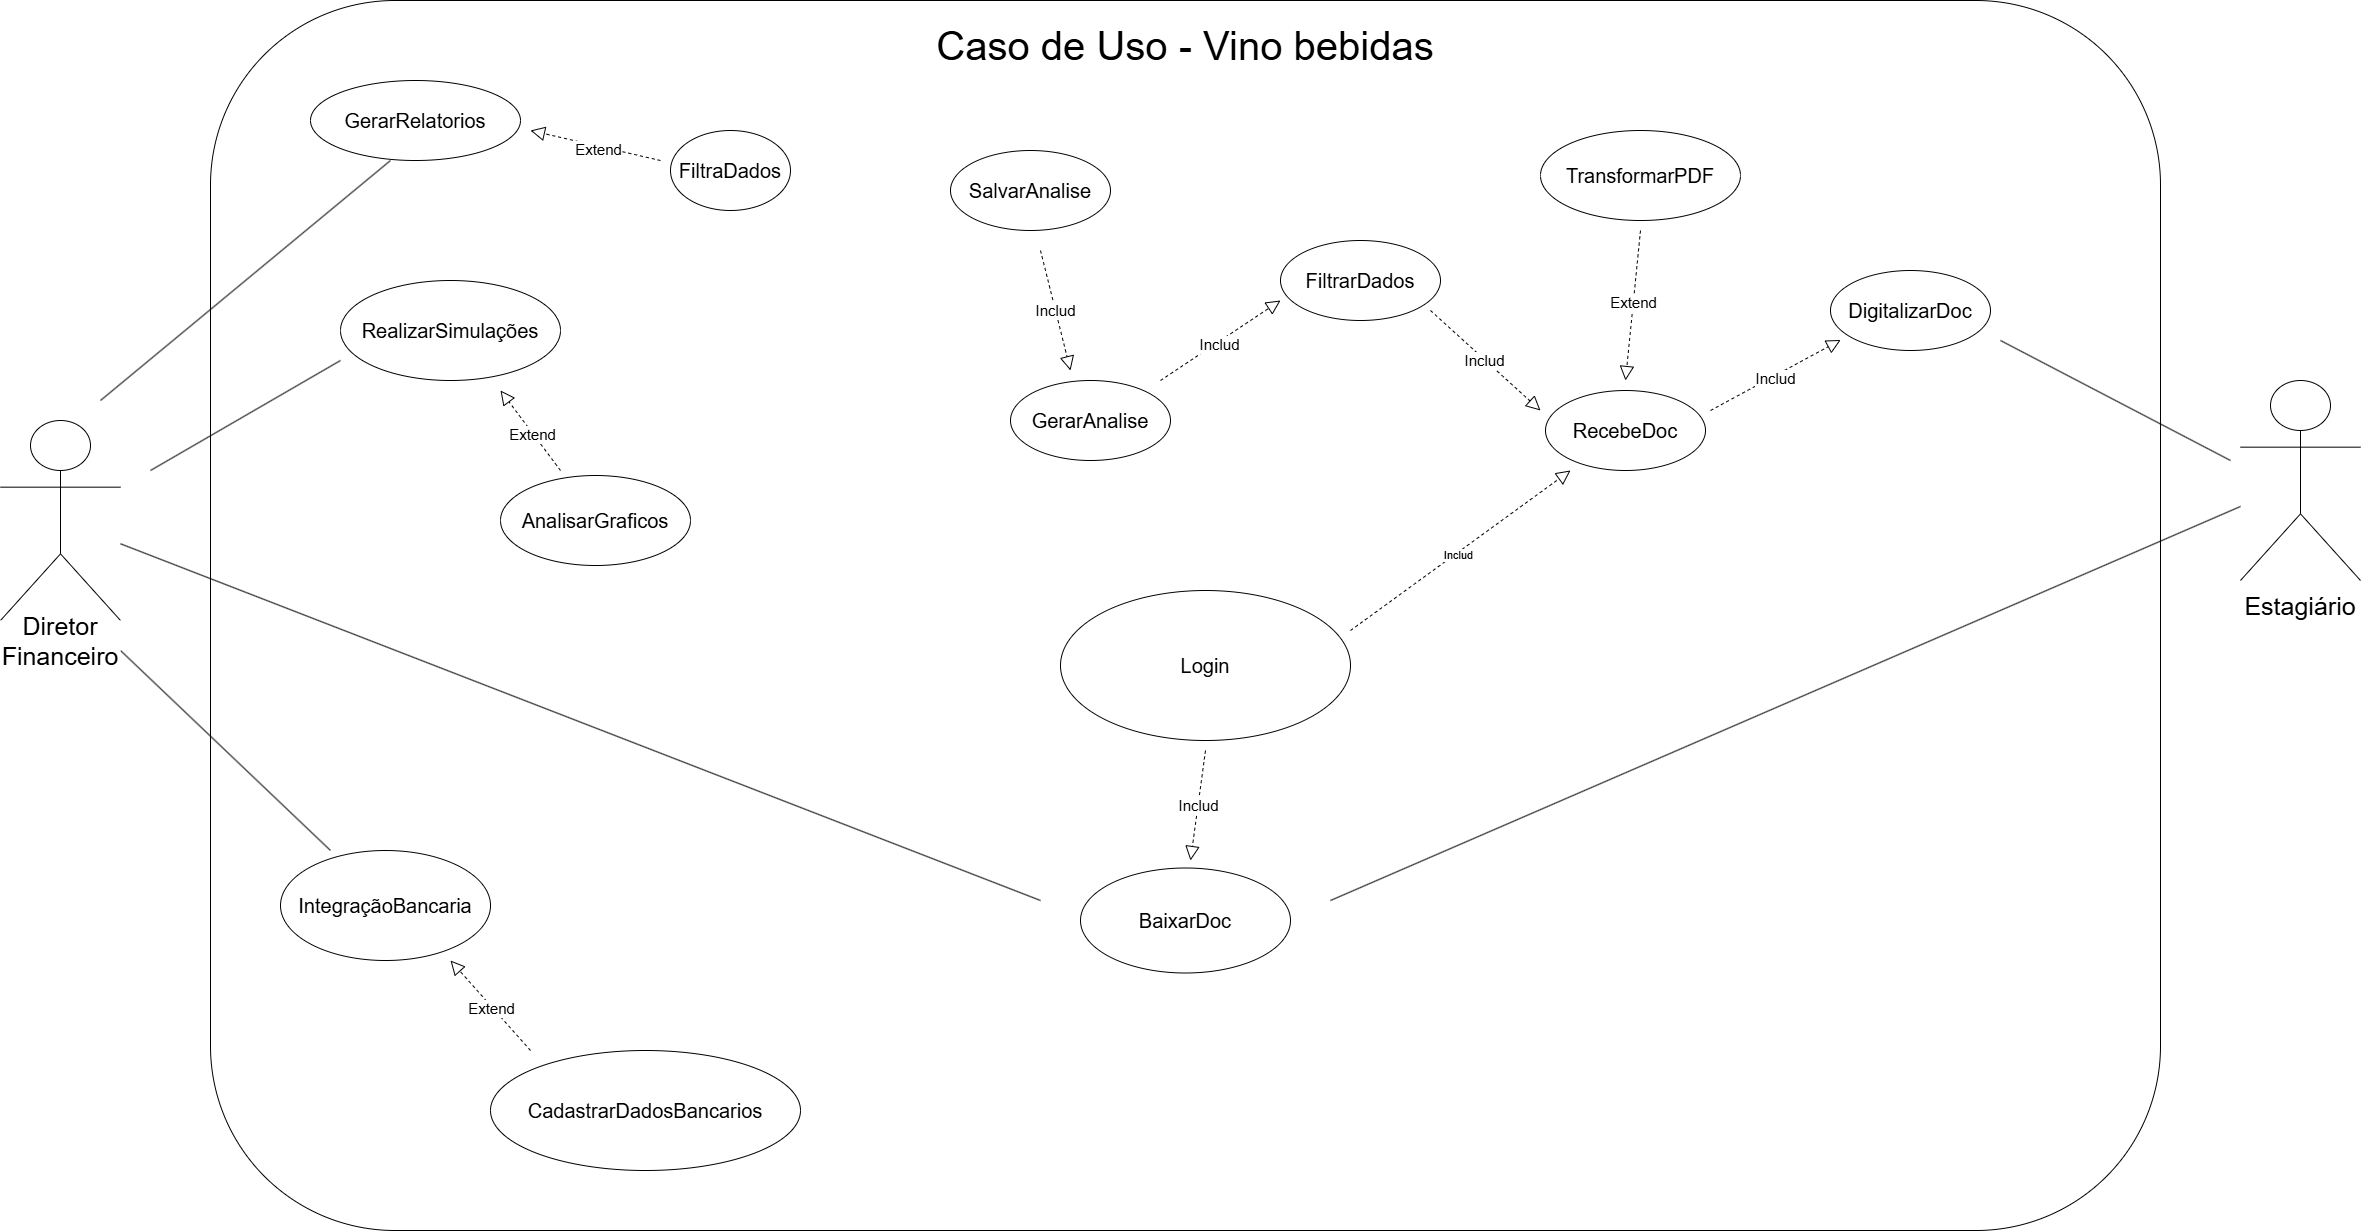 Caso de Uso - Vino bebidas
GerarRelatorios
Extend
FiltraDados
SalvarAnalise
TransformarPDF
FiltrarDados
Includ
Includ
Includ
Extend
DigitalizarDoc
RealizarSimulações
Includ
Extend
GerarAnalise
RecebeDoc
AnalisarGraficos
Includ
Diretor
Financeiro
Estagiário
Login
Includ
IntegraçãoBancaria
BaixarDoc
Extend
CadastrarDadosBancarios